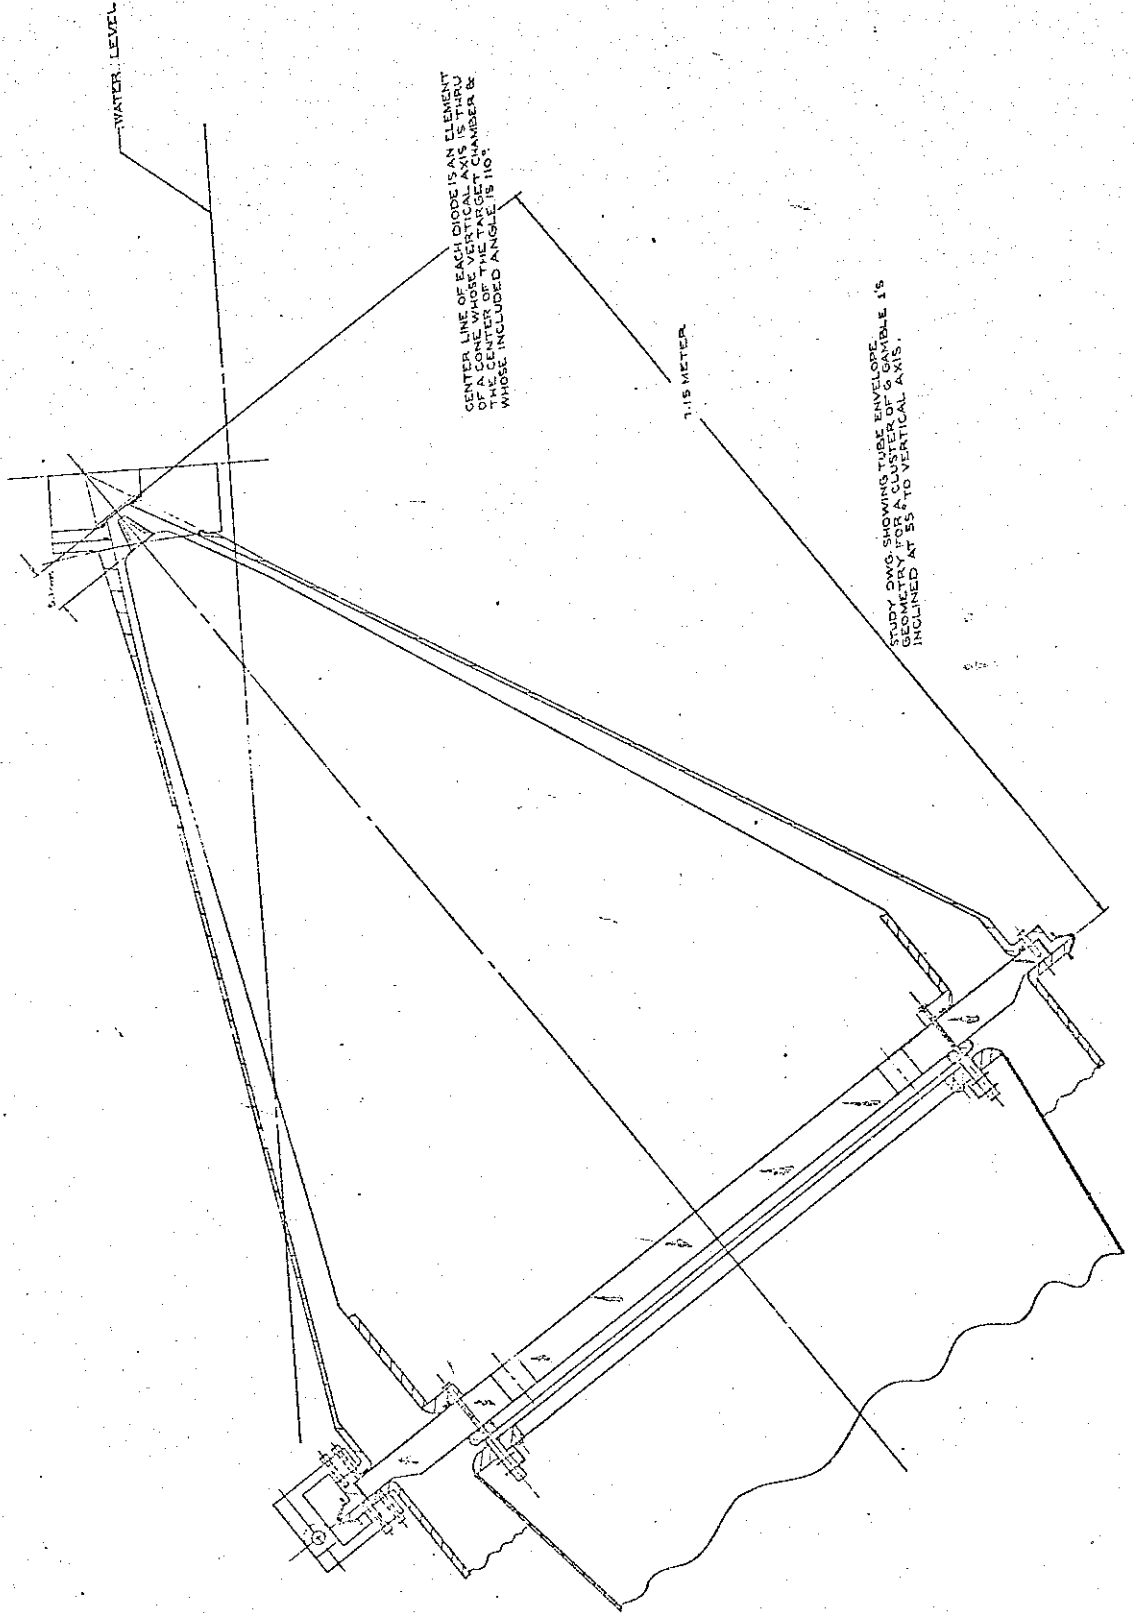 WATER LEVEL
CENTER LINE OF EACH DIODE IS AN ELEMENT
OF A CONE WHOSE VERTICAL AXIS IS THRU
THE CENTER OF THE TARGET CHAMBER &
WHOSE INCLUDED ANGLE IS 110°.
1.15 METER
STUDY DWG. SHOWING TUBE ENVELOPE
GEOMETRY FOR A CLUSTER OF 6 GAMBLE I'S
INCLINED AT 55° TO VERTICAL AXIS.